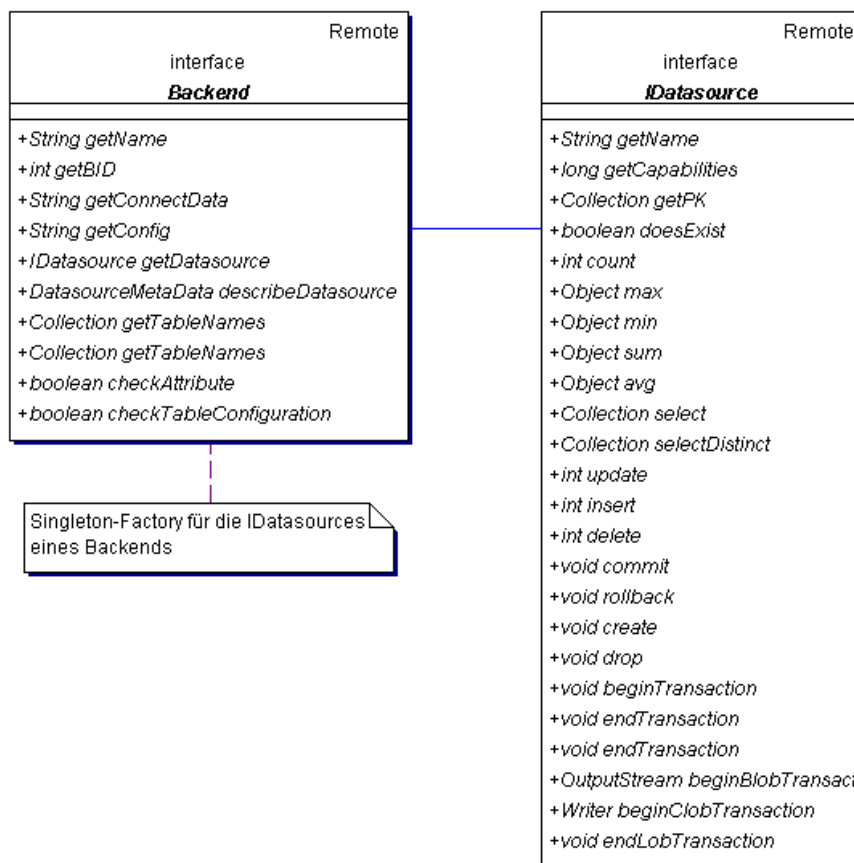 Remote
interface
Backend
+String getName
+int getBID
+String getConnectData
+String getConfig
+IDatasource getDatasource
+DatasourceMetaData describeDatasource
+Collection getTableNames
+Collection getTableNames
+boolean checkAttribute
+boolean checkTableConfiguration
Singleton-Factory für die IDatasources
eines Backends
Remote
interface
IDatasource
+String getName
+long getCapabilities
+Collection getPK
+boolean doesExist
+int count
+Object max
+Object min
+Object sum
+Object avg
+Collection select
+Collection selectDistinct
+int update
+int insert
+int delete
+void commit
+void rollback
+void create
+void drop
+void beginTransaction
+void endTransaction
+void endTransaction
+OutputStream beginBlobTransact
+Writer beginClobTransaction
+void endLobTransaction